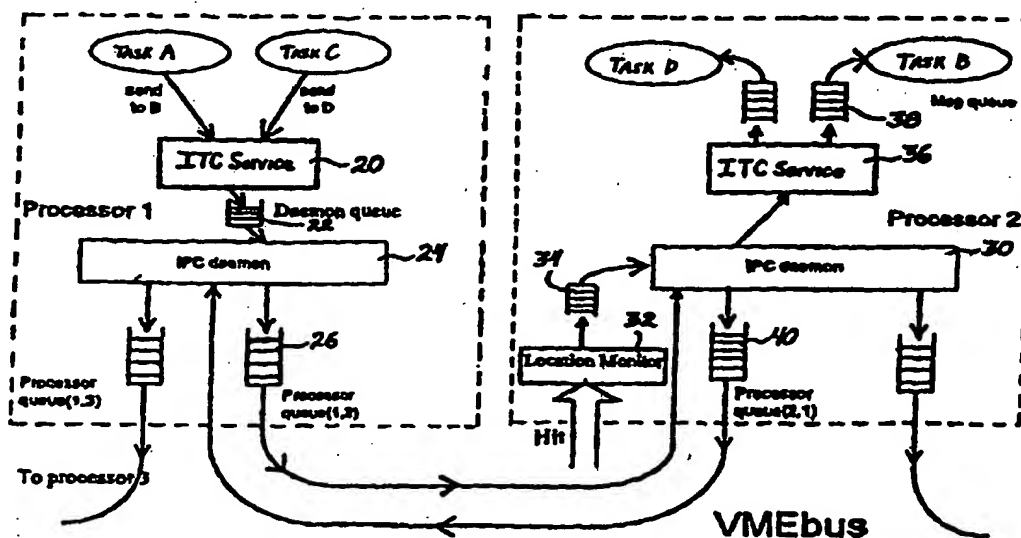 TASK A
TASK C
send
to B
send
to D
ITC Service
20
Processor 1
Daemon queue
22
IPC daemon
24
26
Processor
queue(1,3)
Processor
queue(1,2)
To processor 3
TASK D
TASK B
Msg queue
38
ITC Service
36
Processor 2
34
IPC daemon
30
32
Location Monitor
40
Processor
queue(2,1)
Hit
VMEbus